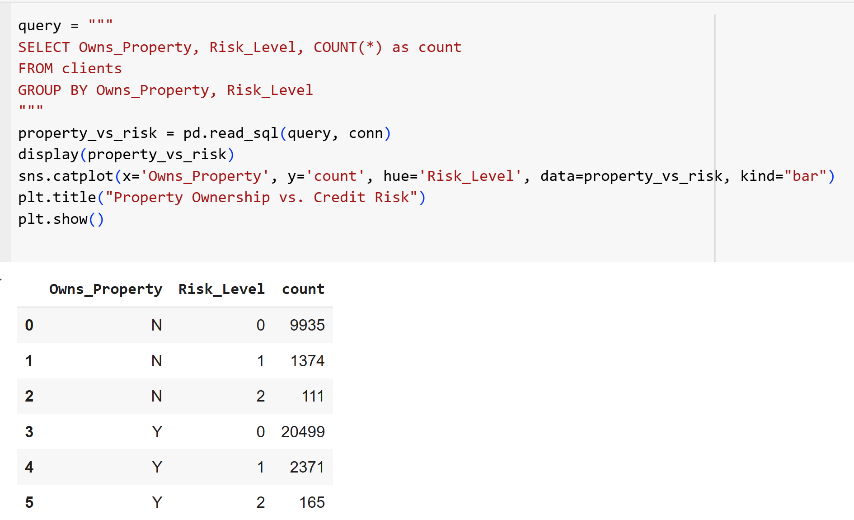 query = """
SELECT Owns_Property, Risk_Level, COUNT(*) as count
FROM clients
GROUP BY Owns_Property, Risk_Level
"""
property_vs_risk = pd.read_sql(query, conn)
display(property_vs_risk)
sns.catplot(x='Owns_Property', y='count', hue='Risk_Level', data=property_vs_risk, kind="bar")
plt.title("Property Ownership vs. Credit Risk")
plt.show()
Owns_Property Risk_Level count
0 N 0 9935
1 N 1 1374
2 N 2 111
3 Y 0 20499
4 Y 1 2371
5 Y 2 165